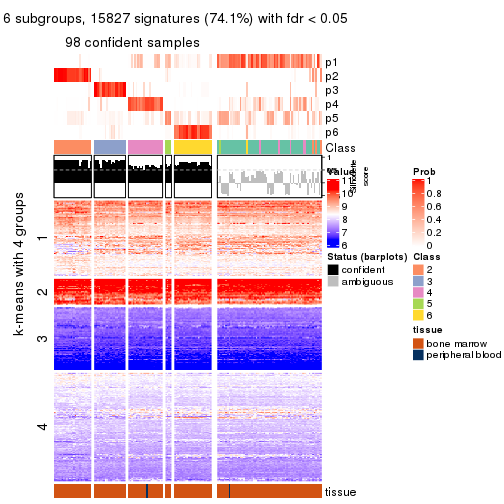 6 subgroups, 15827 signatures (74.1%) with fdr < 0.05
98 confident samples
p1
p2
p3
p4
p5
p6
Class
1
0
Silhouette
score
Value
11
10
9
8
7
6
Prob
1
0.8
0.6
0.4
0.2
0
Status (barplots)
confident
ambiguous
Class
2
3
4
5
6
tissue
bone marrow
peripheral blood
k-means with 4 groups
1
2
3
4
tissue